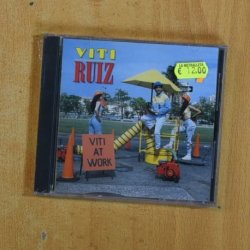 VITI
RUIZ
€ 12.00
VITI
AT
WORK